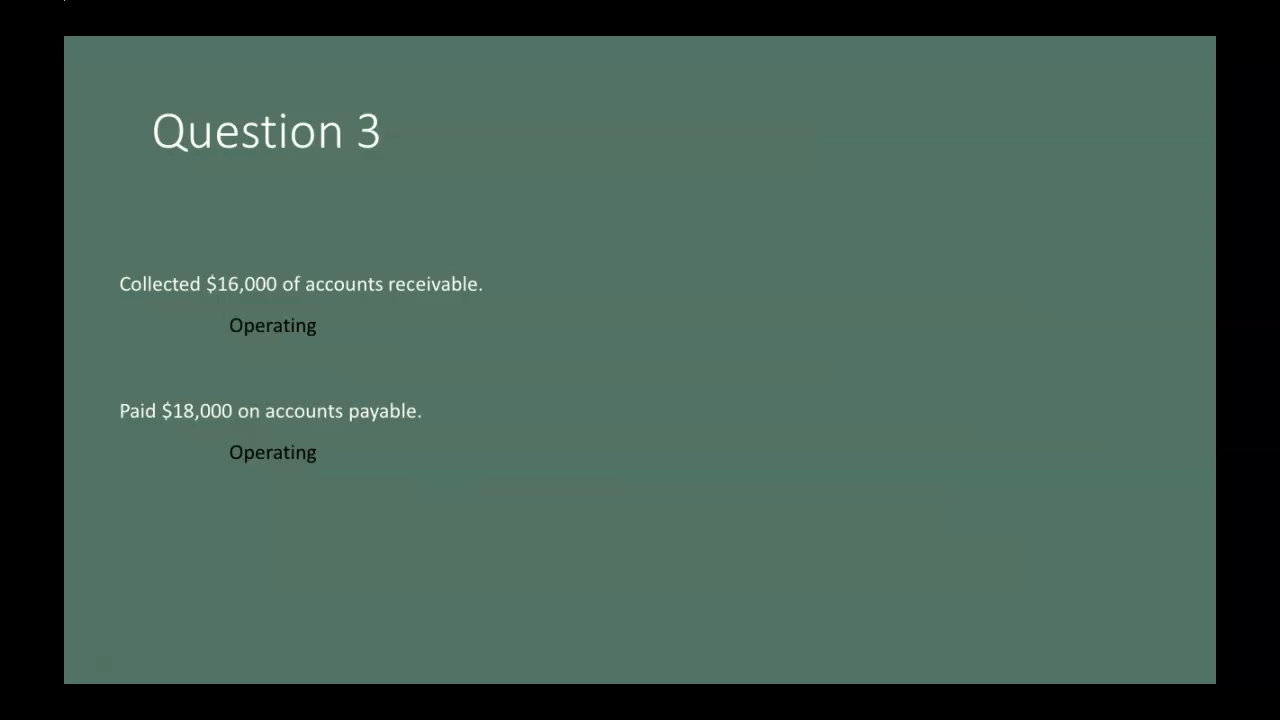 Question 3
Collected $16,000 of accounts receivable.
Operating
Paid $18,000 on accounts payable.
Operating